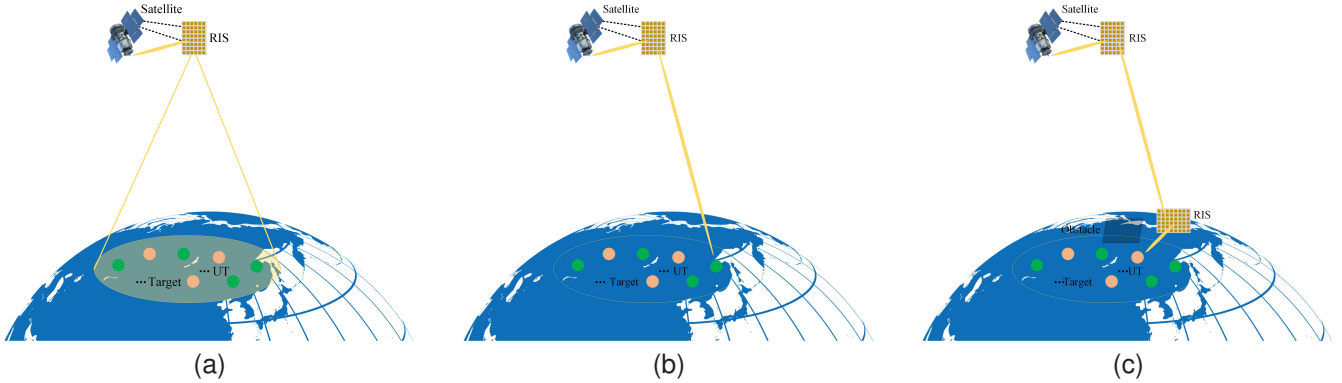 Satellite
RIS
··· UT
···Target
(a)
Satellite
RIS
··· UT
··· Target
(b)
Satellite
RIS
RIS
Obstacle
···UT
···Target
(c)